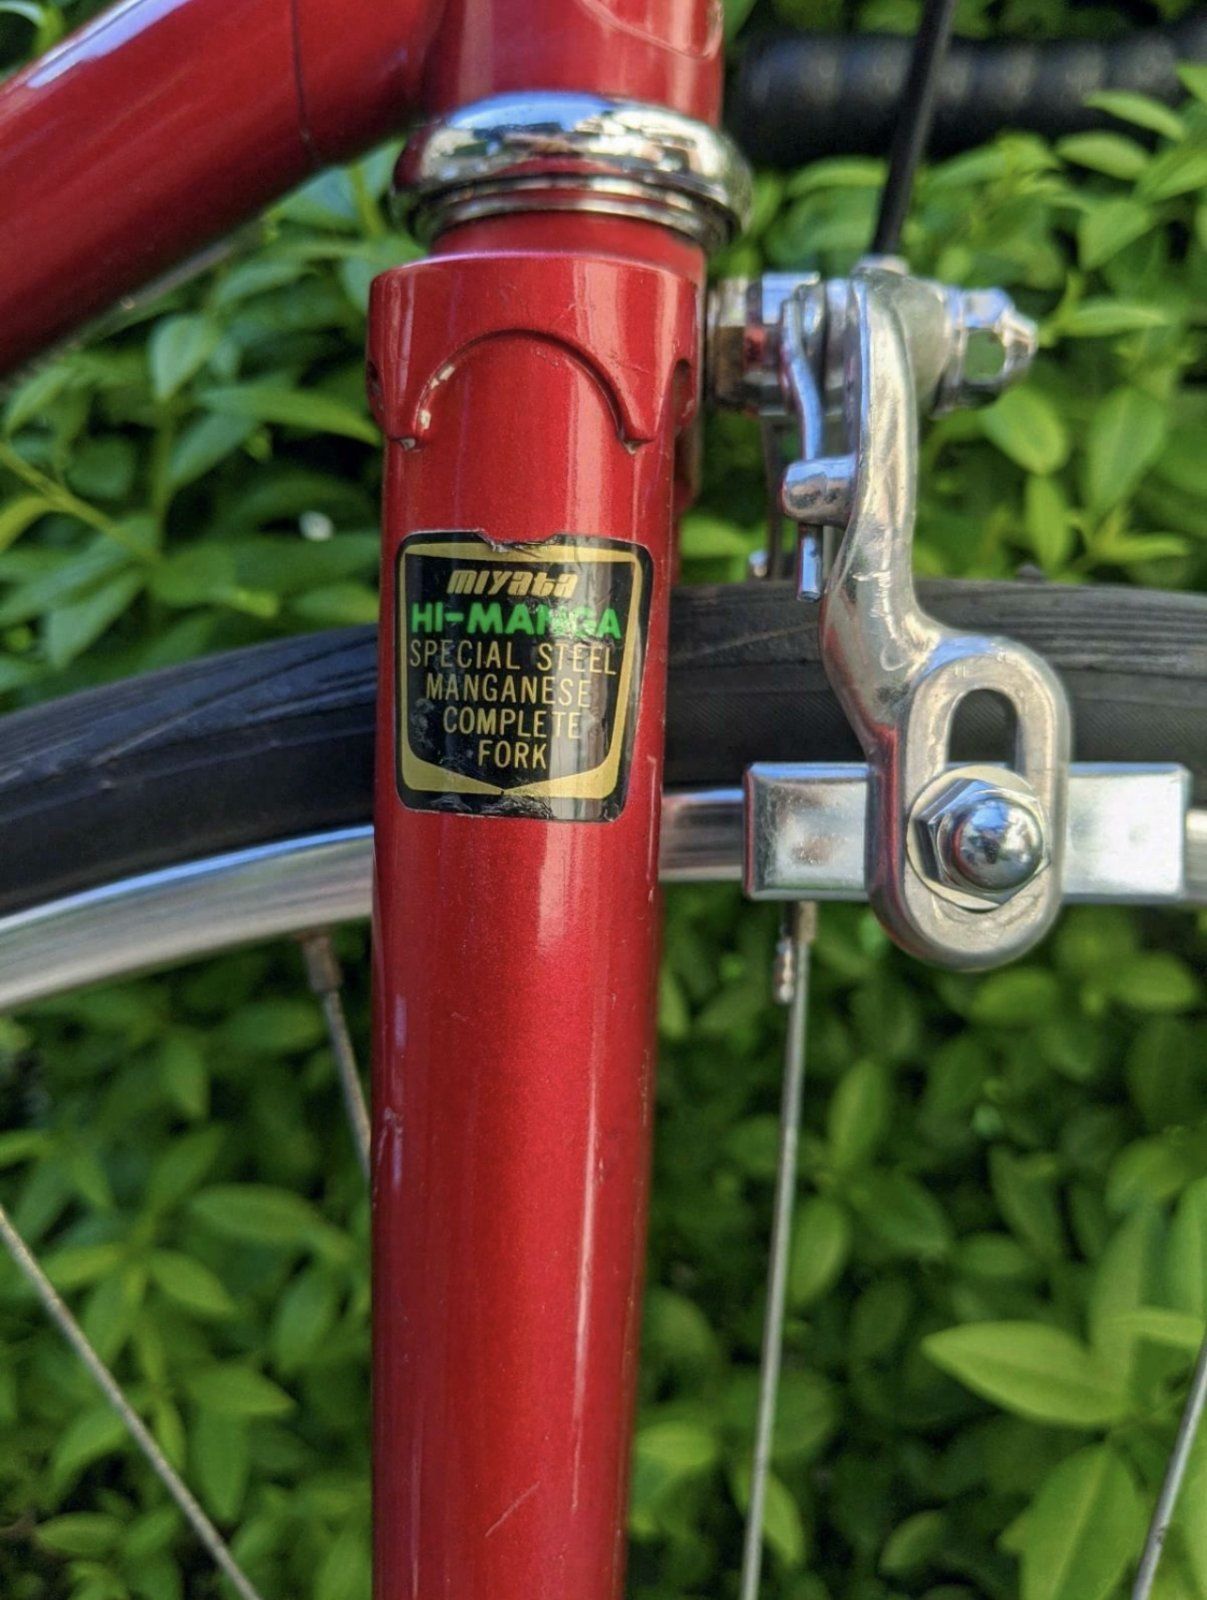 miyata
HI-MANGA
SPECIAL STEEL
MANGANESE
COMPLETE
FORK